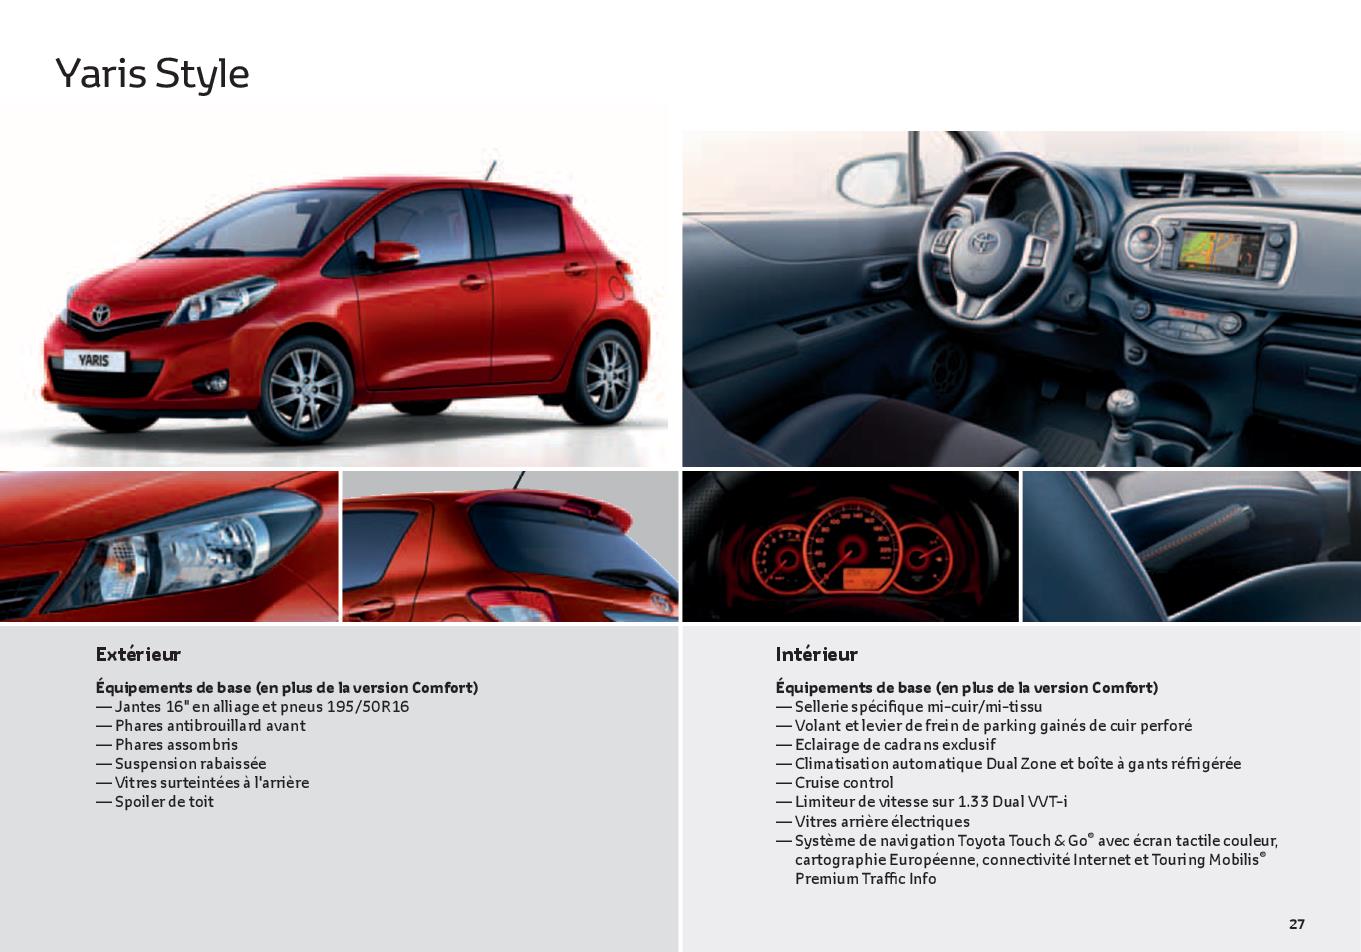 Yaris Style
YARIS
Extérieur
Équipements de base (en plus de la version Comfort)
— Jantes 16" en alliage et pneus 195/50R16
— Phares antibrouillard avant
— Phares assombris
— Suspension rabaissée
— Vitres surteintées à l'arrière
— Spoiler de toit
Intérieur
Équipements de base (en plus de la version Comfort)
— Sellerie spécifique mi-cuir/mi-tissu
— Volant et levier de frein de parking gainés de cuir perforé
— Eclairage de cadrans exclusif
— Climatisation automatique Dual Zone et boîte à gants réfrigérée
— Cruise control
— Limiteur de vitesse sur 1.33 Dual VVT-i
— Vitres arrière électriques
— Système de navigation Toyota Touch & Go® avec écran tactile couleur,
cartographie Européenne, connectivité Internet et Touring Mobilis®
Premium Traffic Info
27